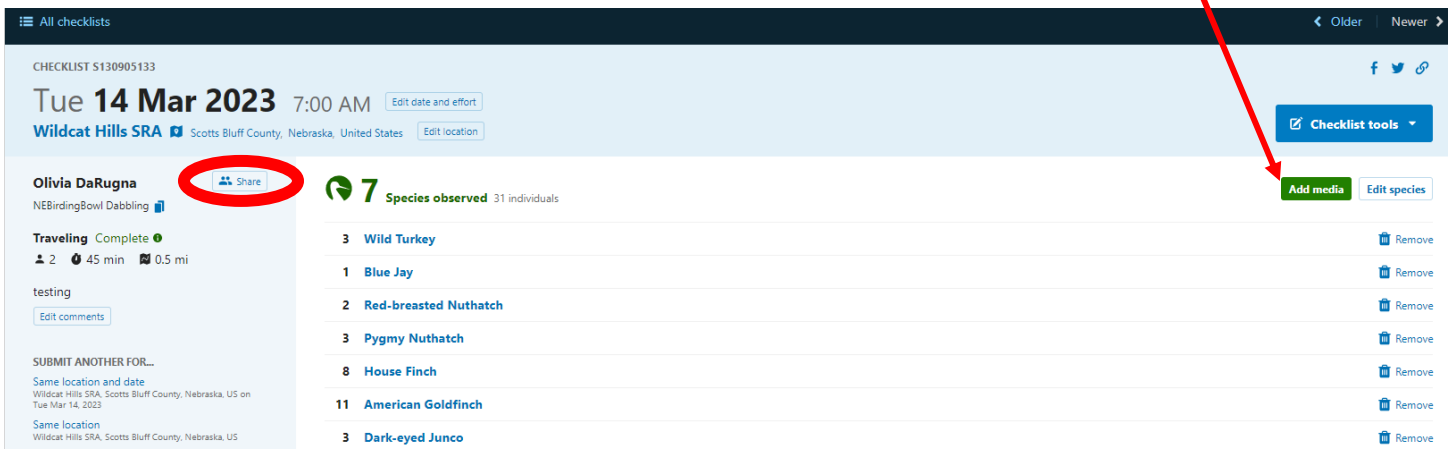 All checklists
Older Newer
CHECKLIST S130905133
Tue 14 Mar 2023 7:00 AM Edit date and effort
Wildcat Hills SRA Scotts Bluff County, Nebraska, United States Edit location
Checklist tools
Olivia DaRugna Share
NEBirdingBowl Dabbling
Traveling Complete
2 45 min 0.5 mi
testing
Edit comments
SUBMIT ANOTHER FOR...
Same location and date
Wildcat Hills SRA, Scotts Bluff County, Nebraska, US on
Tue Mar 14, 2023
Same location
Wildcat Hills SRA, Scotts Bluff County, Nebraska, US
7 Species observed 31 individuals
Add media Edit species
3 Wild Turkey Remove
1 Blue Jay Remove
2 Red-breasted Nuthatch Remove
3 Pygmy Nuthatch Remove
8 House Finch Remove
11 American Goldfinch Remove
3 Dark-eyed Junco Remove